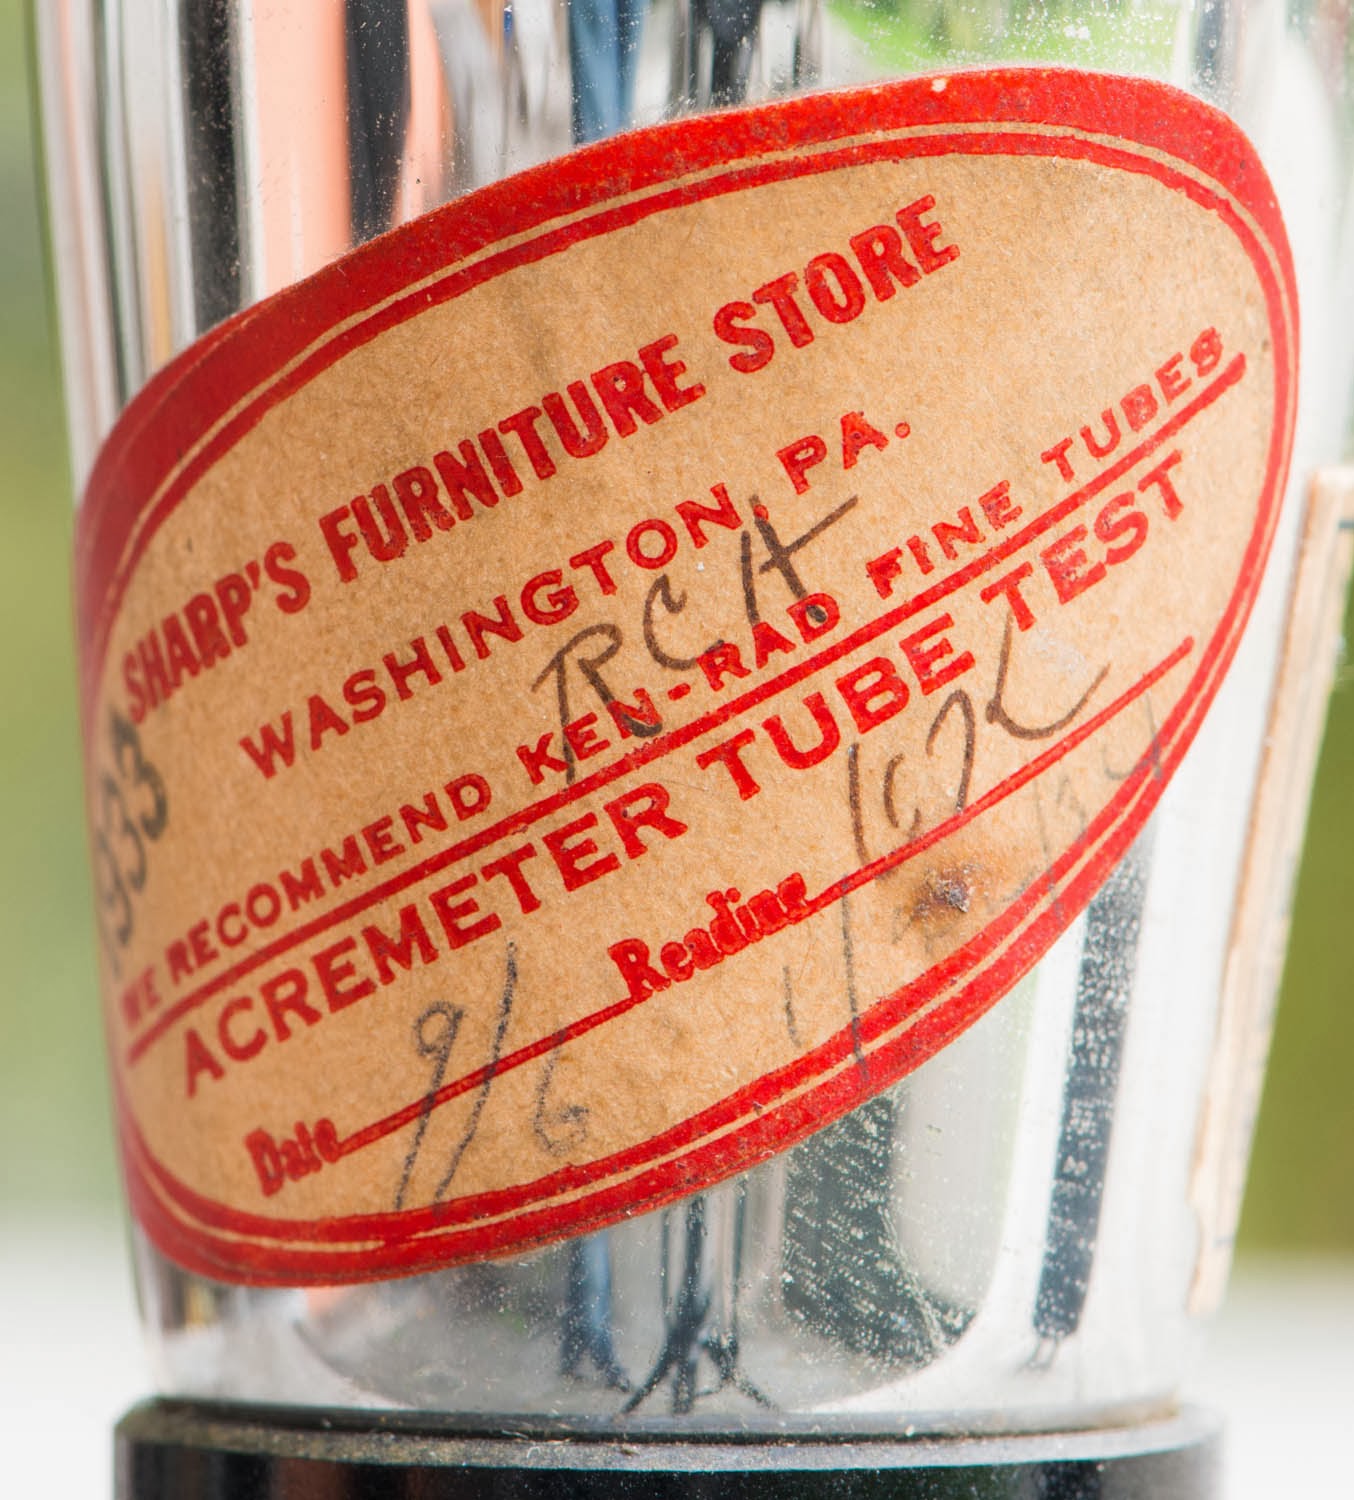 SHARP'S FURNITURE STORE
WASHINGTON, PA.
RCA
WE RECOMMEND KEN-RAD FINE TUBES
ACREMETER TUBE TEST
1933
Date 9/6 Reading